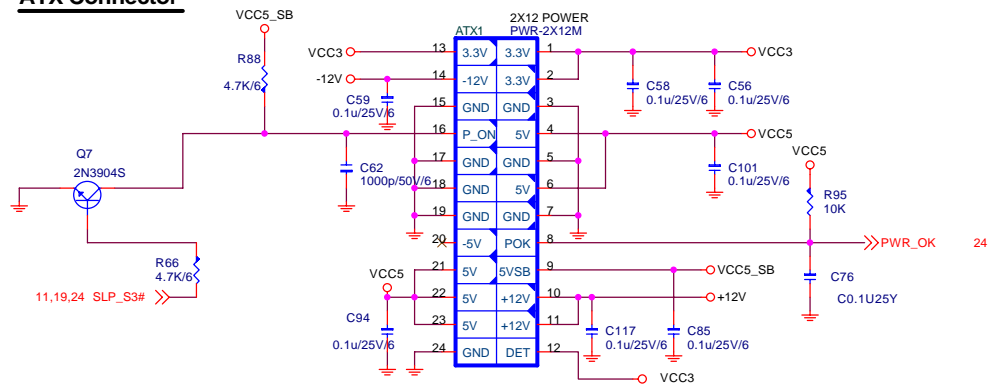 ATX Connector
VCC5_SB
R88
4.7K/6
Q7
2N3904S
R66
4.7K/6
11,19,24 SLP_S3#
VCC3
-12V
C59
0.1u/25V/6
C62
1000p/50V/6
VCC5
C94
0.1u/25V/6
ATX1
2X12 POWER
PWR-2X12M
13 3.3V 3.3V 1
14 -12V 3.3V 2
15 GND GND 3
16 P_ON 5V 4
17 GND GND 5
18 GND 5V 6
19 GND GND 7
20 -5V POK 8
21 5V 5VSB 9
22 5V +12V 10
23 5V +12V 11
24 GND DET 12
VCC3
C58
0.1u/25V/6
C56
0.1u/25V/6
VCC5
C101
0.1u/25V/6
VCC5
R95
10K
PWR_OK 24
C76
C0.1U25Y
VCC5_SB
+12V
C117
0.1u/25V/6
C85
0.1u/25V/6
VCC3